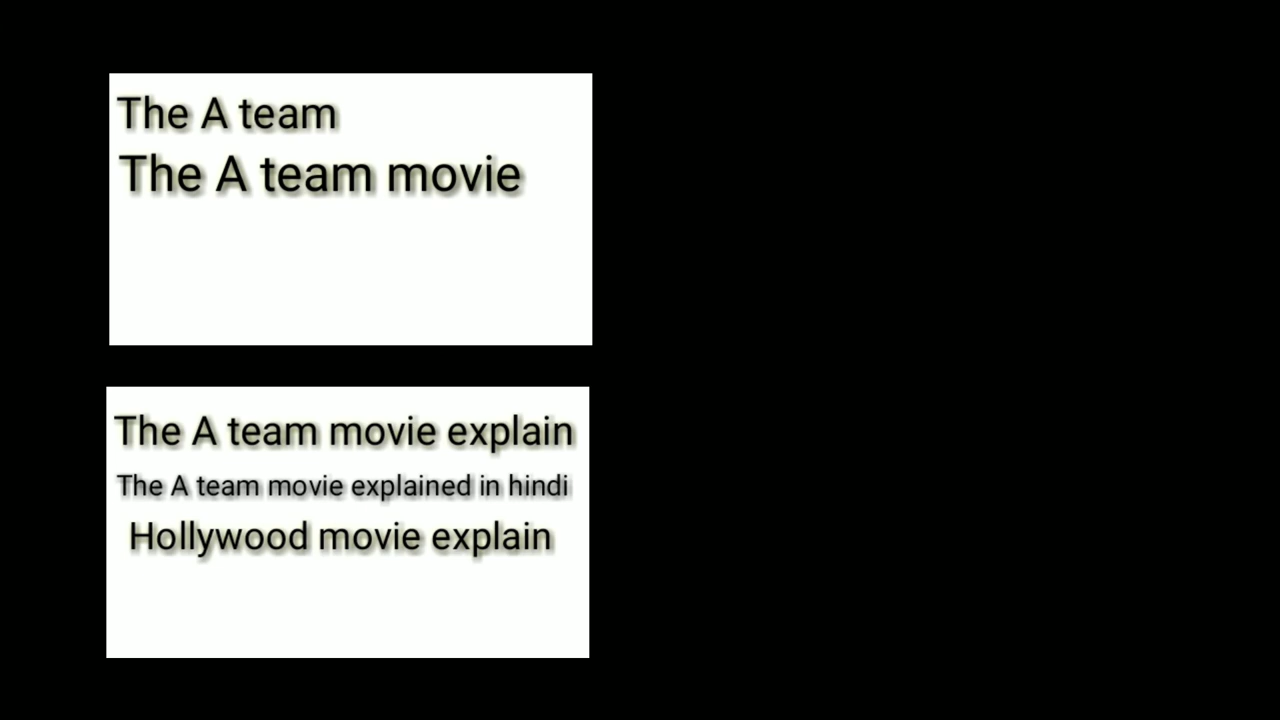 The A team
The A team movie
The A team movie explain
The A team movie explained in hindi
Hollywood movie explain